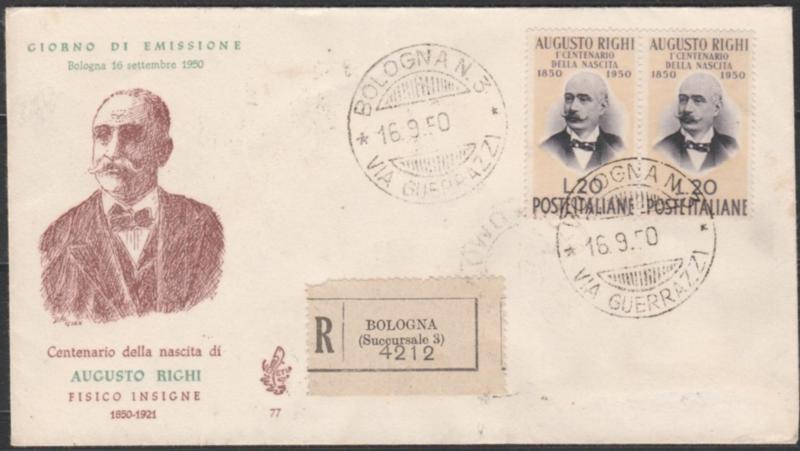 GIORNO DI EMISSIONE
Bologna 16 settembre 1950
Centenario della nascita di
AUGUSTO RIGHI
FISICO INSIGNE
1850-1921
77
BOLOGNA N.3
16.9.50
VIA GUERRAZZI
AUGUSTO RIGHI
1° CENTENARIO
DELLA NASCITA
1850 1950
L.20
POSTE ITALIANE
AUGUSTO RIGHI
1° CENTENARIO
DELLA NASCITA
1850 1950
L.20
POSTE ITALIANE
BOLOGNA N.3
16.9.50
VIA GUERRAZZI
R
BOLOGNA
(Succursale 3)
4212